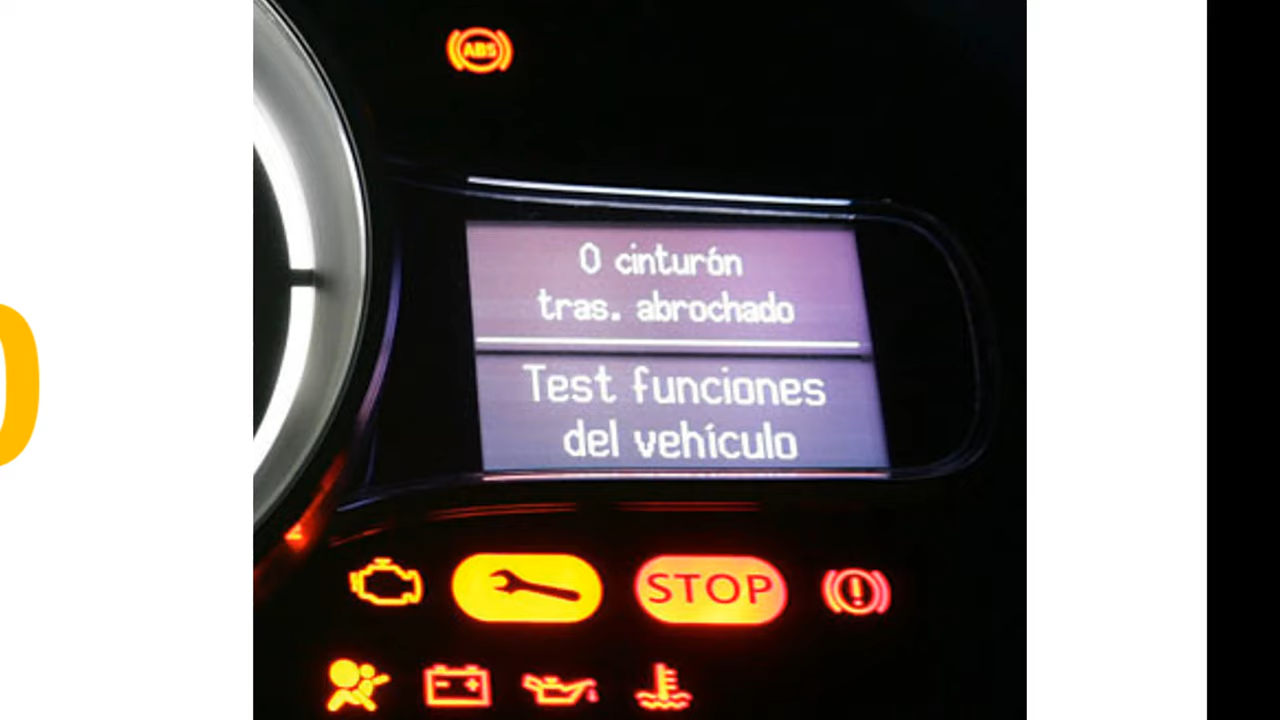 ABS
0 cinturón
tras. abrochado
Test funciones
del vehículo
STOP